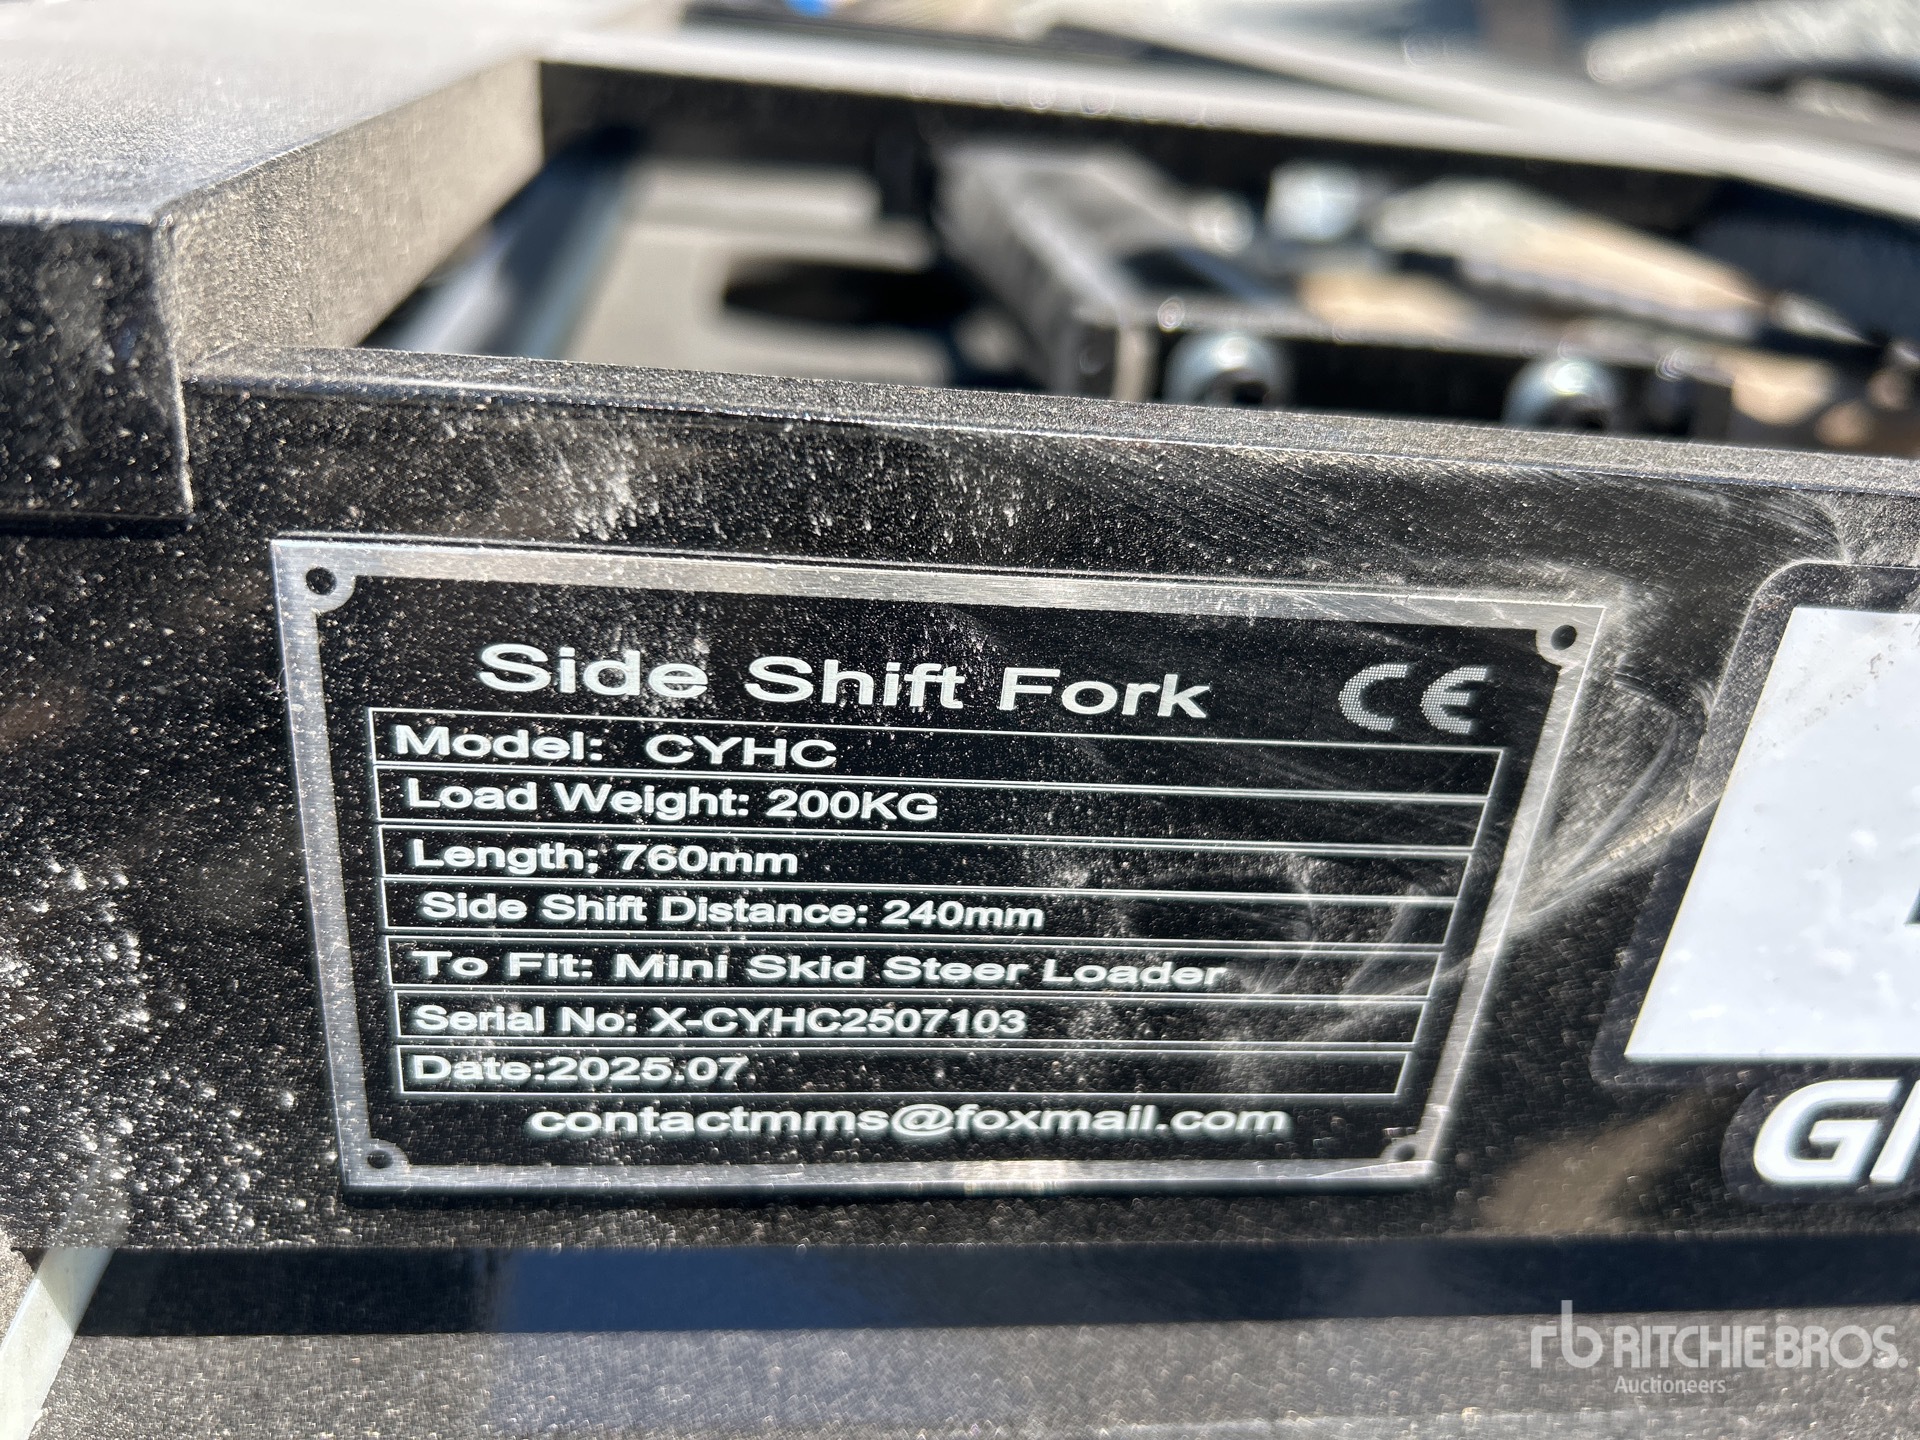 Side Shift Fork CE
Model: CYHC
Load Weight: 200KG
Length; 760mm
Side Shift Distance: 240mm
To Fit: Mini Skid Steer Loader
Serial No: X-CYHC2507103
Date:2025.07.
contactmms@foxmail.com
rb RITCHIE BROS.
Auctioneers